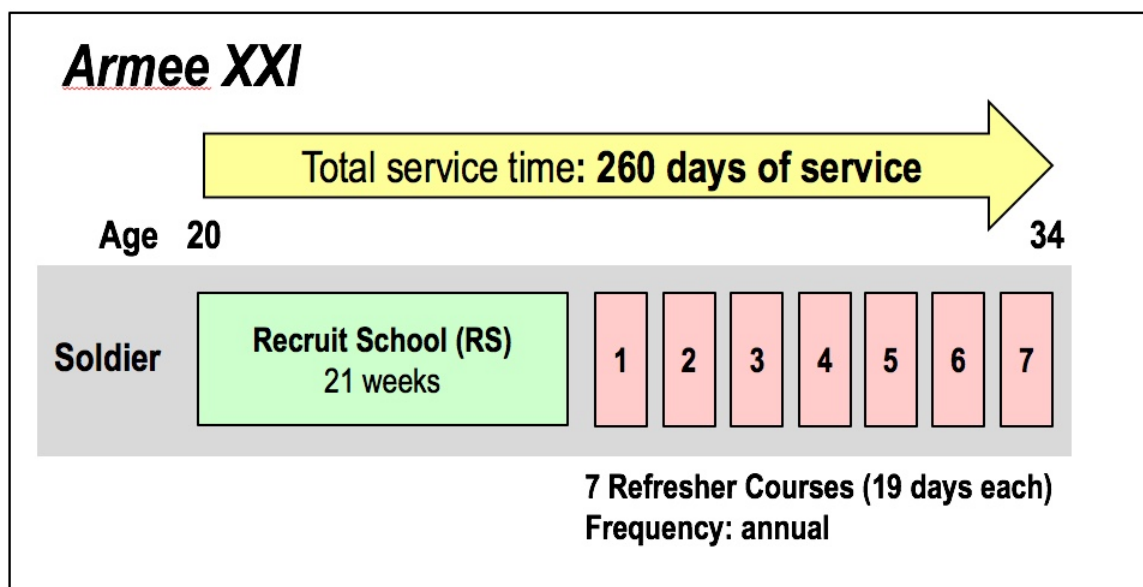 Armee XXI
Total service time: 260 days of service
Age 20 34
Recruit School (RS)
21 weeks
Soldier
1 2 3 4 5 6 7
7 Refresher Courses (19 days each)
Frequency: annual